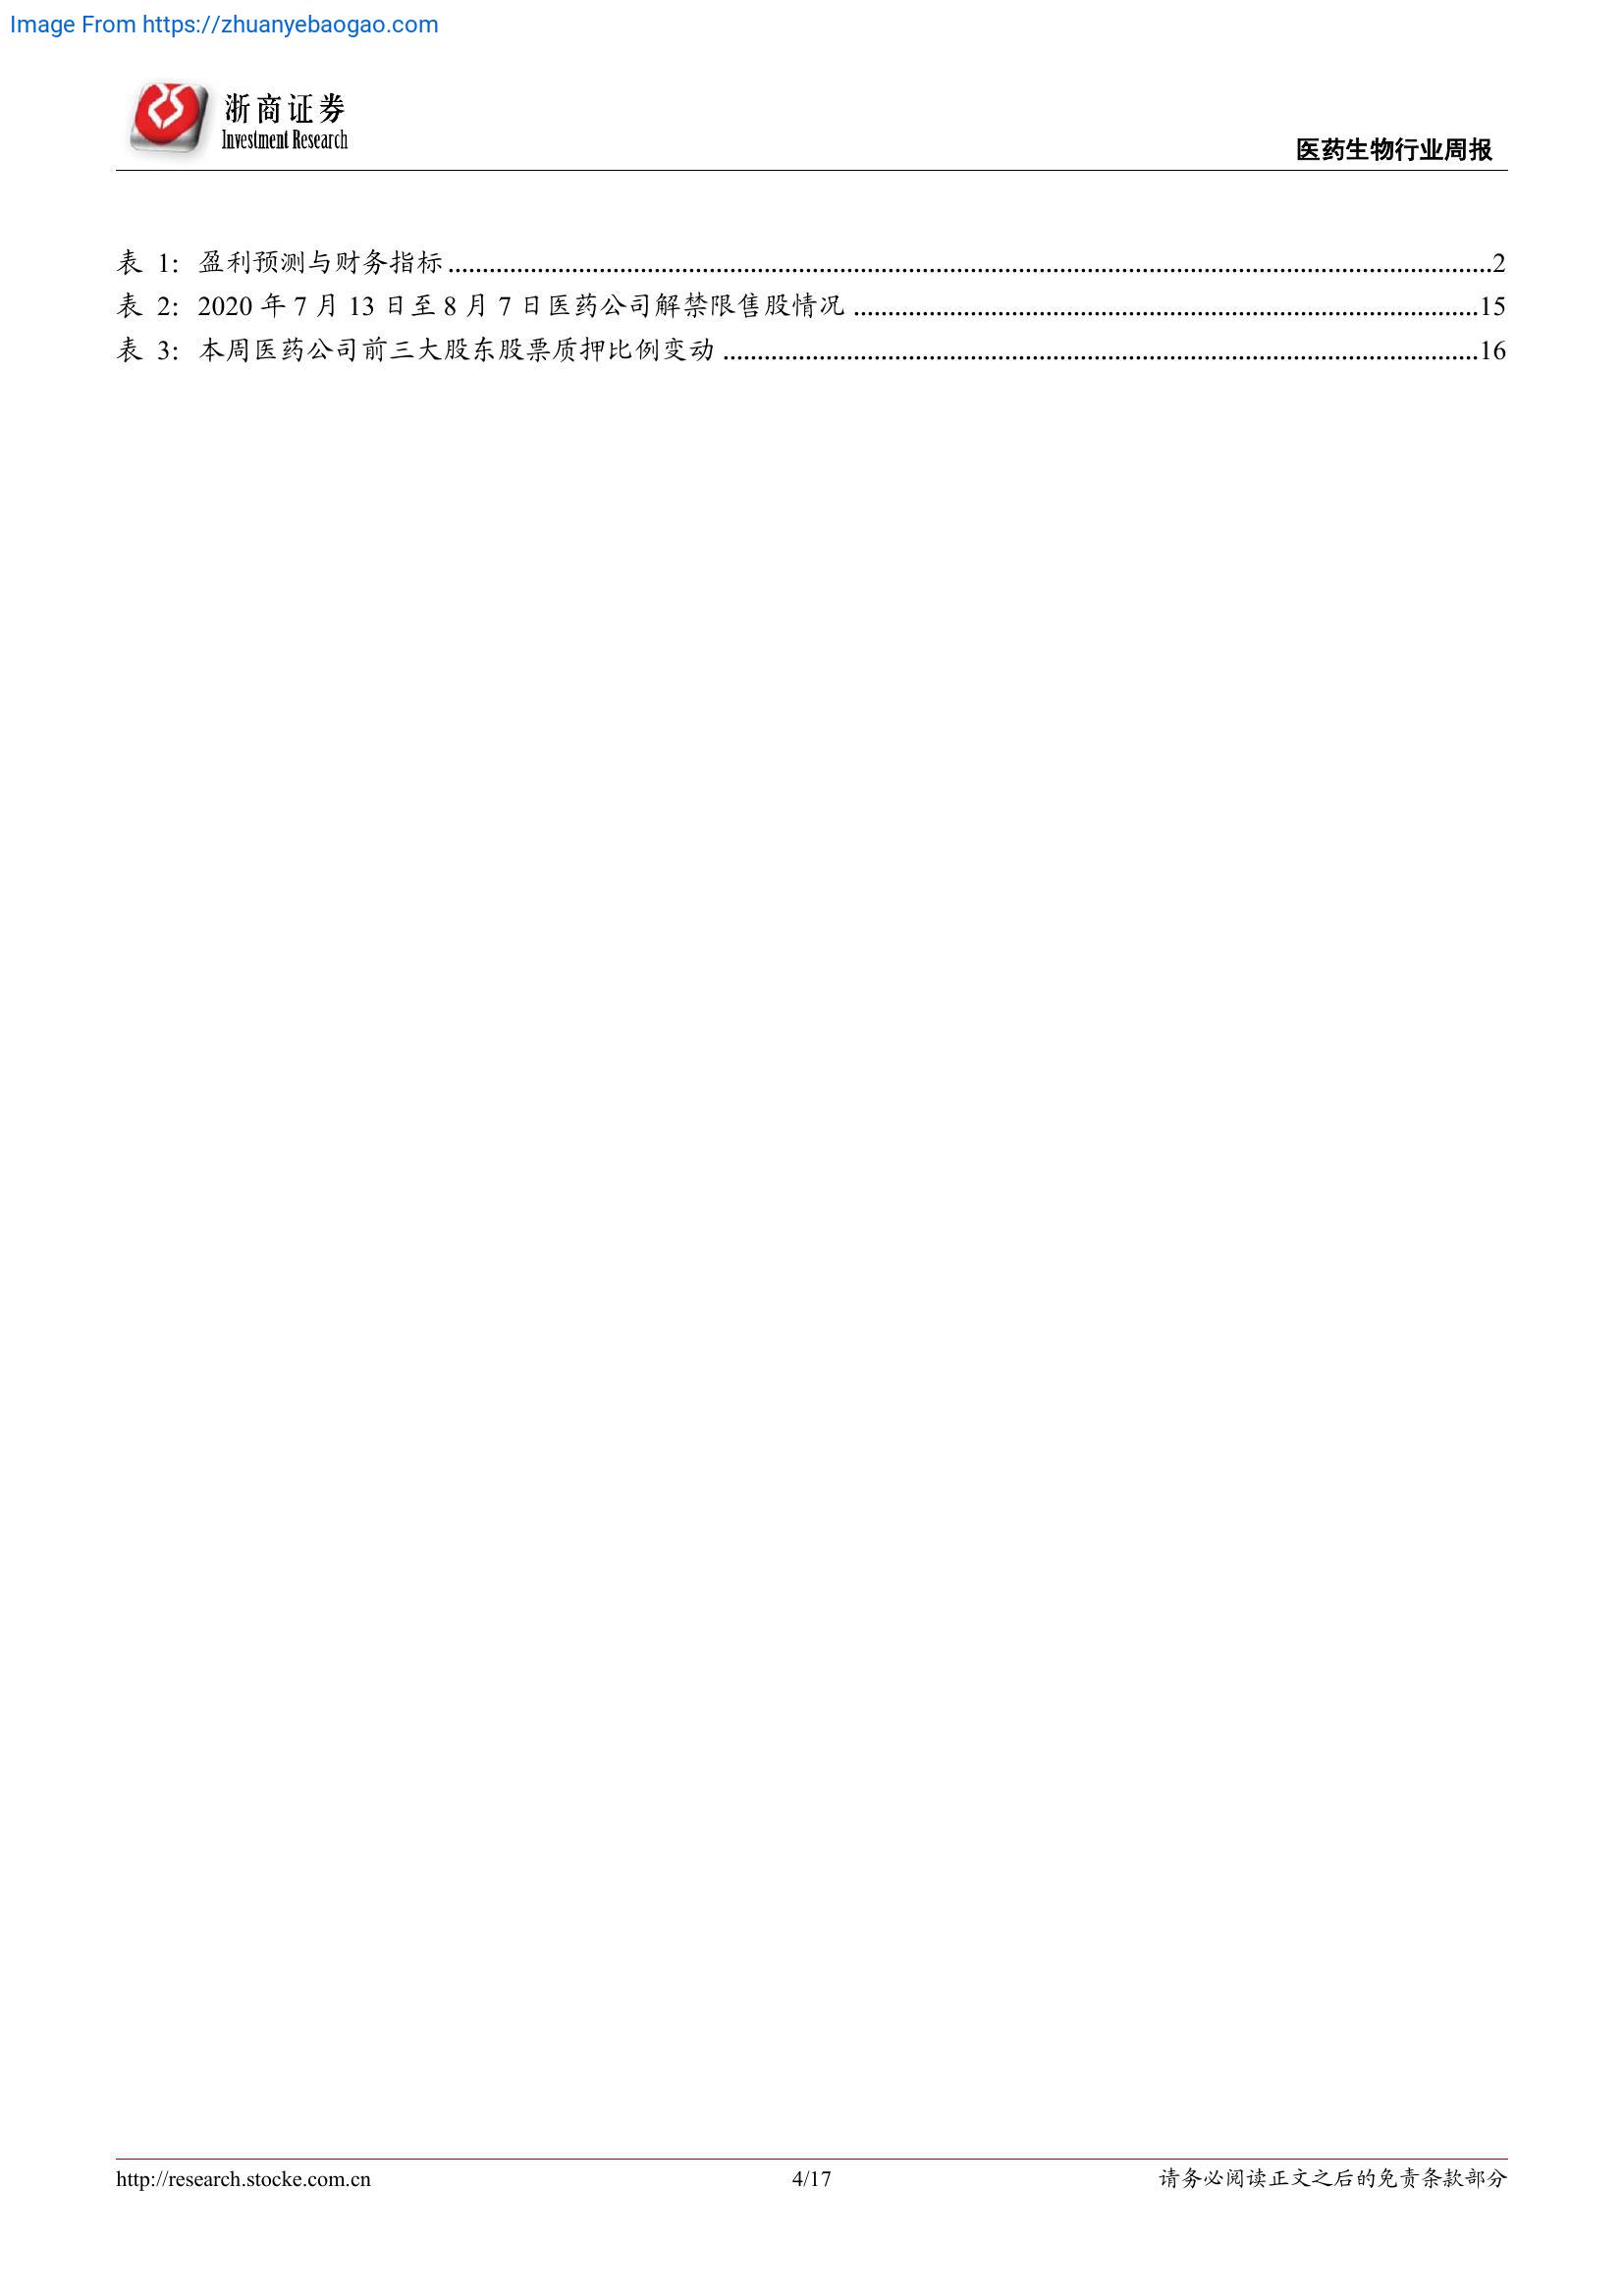 Image From https://zhuanyebaogao.com
浙商证券
Investment Research
医药生物行业周报
表 1：盈利预测与财务指标 ........................................................................2
表 2：2020 年 7 月 13 日至 8 月 7 日医药公司解禁限售股情况 ........................................................................15
表 3：本周医药公司前三大股东股票质押比例变动 ........................................................................16
http://research.stocke.com.cn 4/17 请务必阅读正文之后的免责条款部分